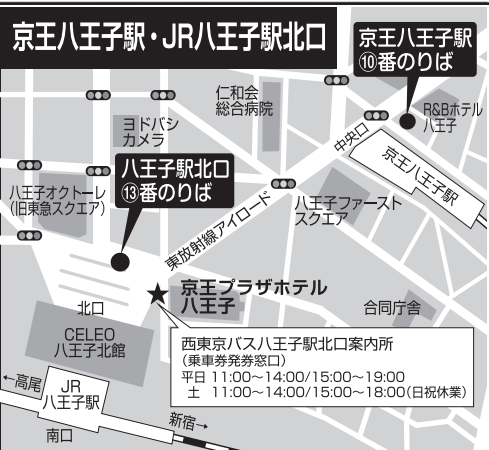 京王八王子駅・JR八王子駅北口
京王八王子駅
⑩番のりば
仁和会
総合病院
R&Bホテル
八王子
ヨドバシ
カメラ
中央口
京王八王子駅
八王子駅北口
⑬番のりば
八王子オクトーレ
(旧東急スクエア)
八王子ファースト
スクエア
東放射線アイロード
京王プラザホテル
八王子
合同庁舎
北口
CELEO
八王子北館
西東京バス八王子駅北口案内所
(乗車券発券窓口)
平日 11:00~14:00/15:00~19:00
土 11:00~14:00/15:00~18:00(日祝休業)
←高尾
JR
八王子駅
新宿→
南口